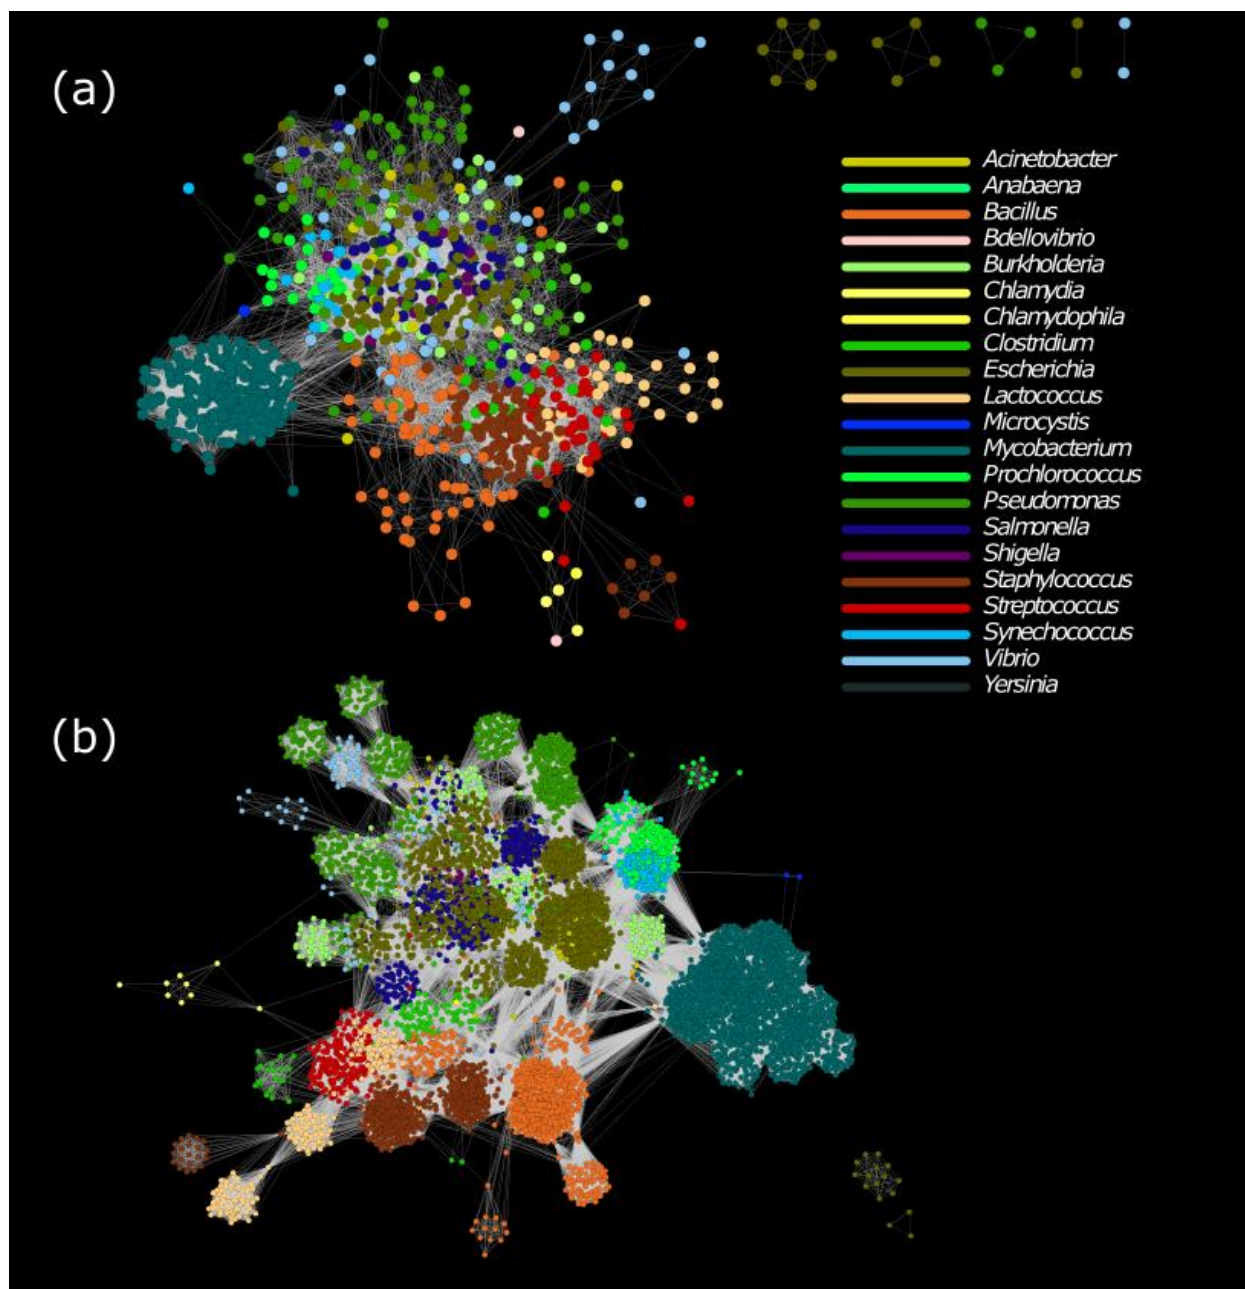 (a)
Acinetobacter
Anabaena
Bacillus
Bdellovibrio
Burkholderia
Chlamydia
Chlamydophila
Clostridium
Escherichia
Lactococcus
Microcystis
Mycobacterium
Prochlorococcus
Pseudomonas
Salmonella
Shigella
Staphylococcus
Streptococcus
Synechococcus
Vibrio
Yersinia
(b)